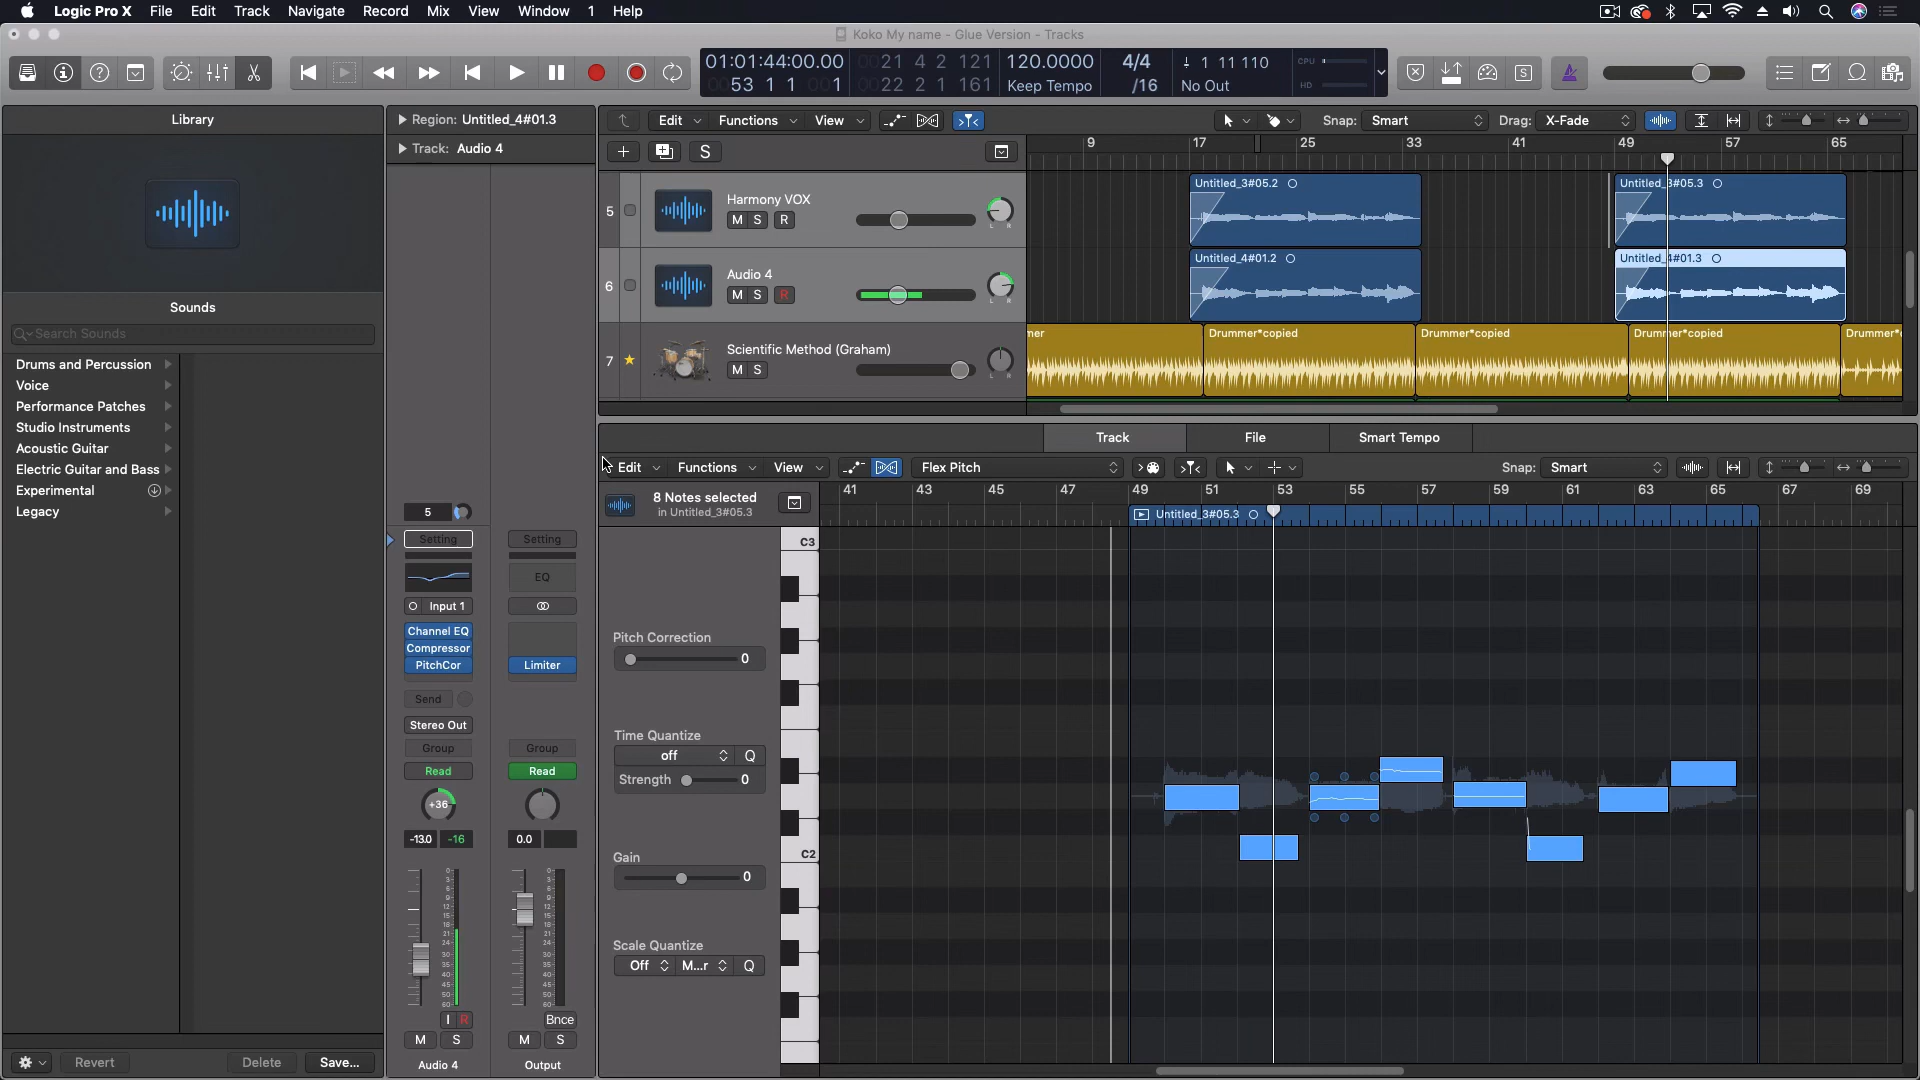 Logic Pro X File Edit Track Navigate Record Mix View Window 1 Help
Koko My name - Glue Version - Tracks
01:01:44:00.00 0021 4 2 121 120.0000 4/4 1 11 110 CPU
0053 1 1 001 0022 2 1 161 Keep Tempo /16 No Out HD
S
Library
Region: Untitled_4#01.3
Track: Audio 4
Edit Functions View Snap: Smart Drag: X-Fade
S
9 17 25 33 41 49 57 65
5 Harmony VOX
M S R
L R
Untitled_3#05.2
Untitled_3#05.3
6 Audio 4
M S R
L R
Untitled_4#01.2
Untitled_4#01.3
7 Scientific Method (Graham)
M S
L R
mer
Drummer*copied
Drummer*copied
Drummer*copied
Drummer*c
Sounds
Search Sounds
Drums and Percussion
Voice
Performance Patches
Studio Instruments
Acoustic Guitar
Electric Guitar and Bass
Experimental
Legacy
Revert Delete Save...
5
Setting Setting
EQ
Input 1
Channel EQ
Compressor
PitchCor Limiter
Send
Stereo Out
Group Group
Read Read
+36
-13.0 -16 0.0
I R Bnce
M S M S
Audio 4 Output
Track File Smart Tempo
Edit Functions View Flex Pitch Snap: Smart
8 Notes selected
in Untitled_3#05.3
41 43 45 47 49 51 53 55 57 59 61 63 65 67 69
Untitled_3#05.3
C3
Pitch Correction
0
Time Quantize
off Q
Strength 0
C2
Gain
0
Scale Quantize
Off M...r Q